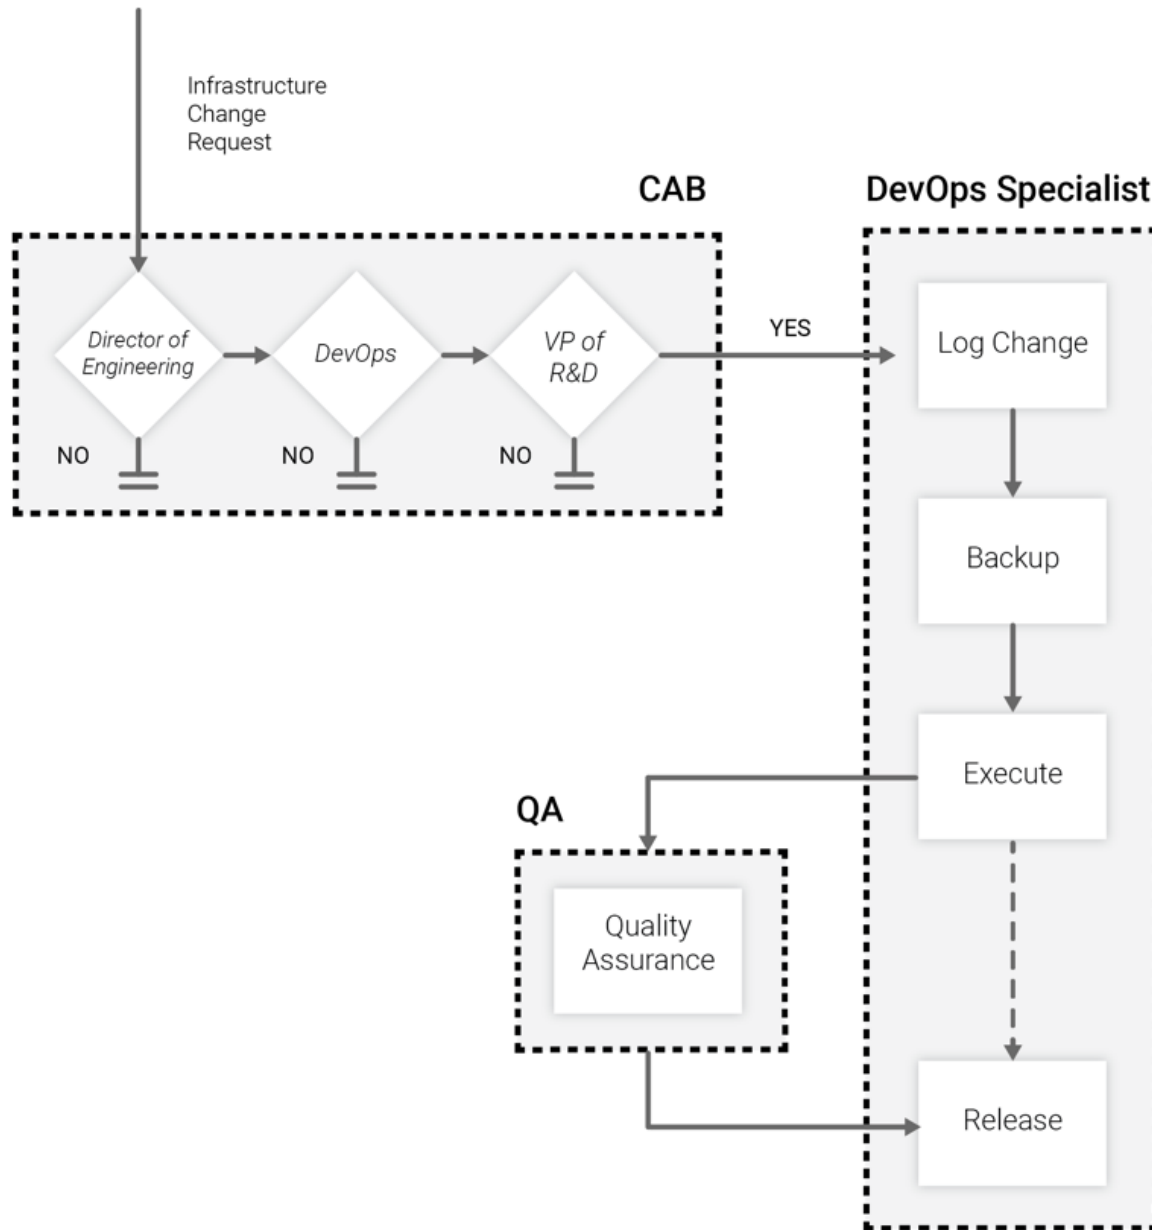 Infrastructure
Change
Request
CAB
DevOps Specialist
Director of
Engineering
DevOps
VP of
R&D
YES
NO
NO
NO
Log Change
Backup
Execute
QA
Quality
Assurance
Release